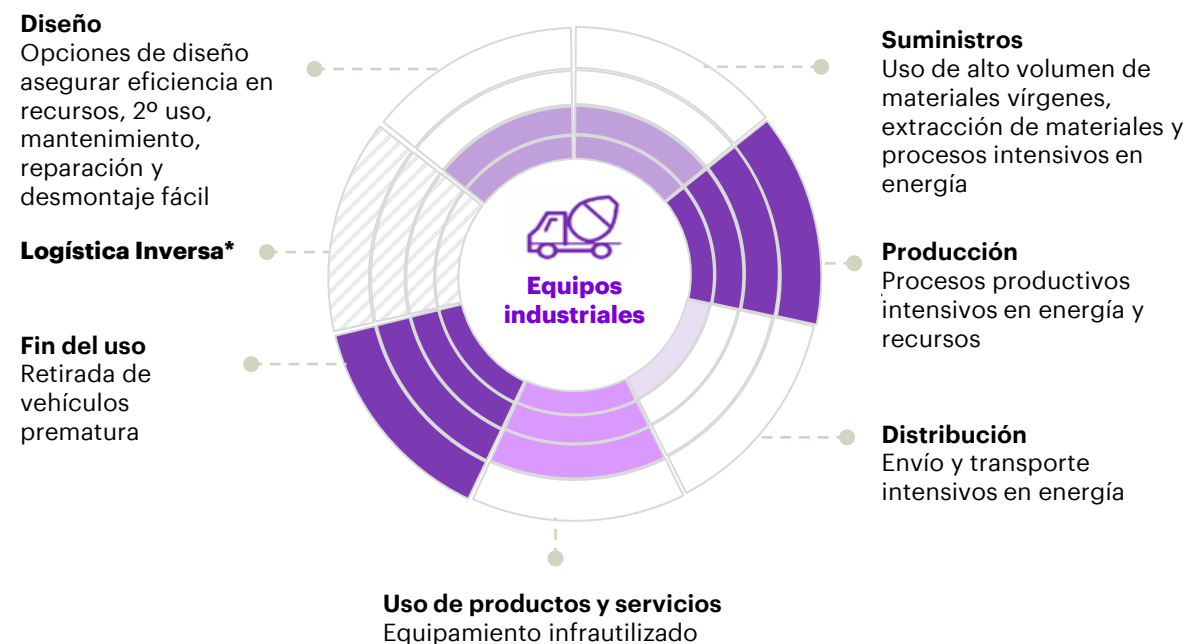 Diseño
Opciones de diseño
asegurar eficiencia en
recursos, 2º uso,
mantenimiento,
reparación y
desmontaje fácil
Logística Inversa*
Fin del uso
Retirada de
vehículos
prematura
Equipos
industriales
Suministros
Uso de alto volumen de
materiales vírgenes,
extracción de materiales y
procesos intensivos en
energía
Producción
Procesos productivos
intensivos en energía y
recursos
Distribución
Envío y transporte
intensivos en energía
Uso de productos y servicios
Equipamiento infrautilizado